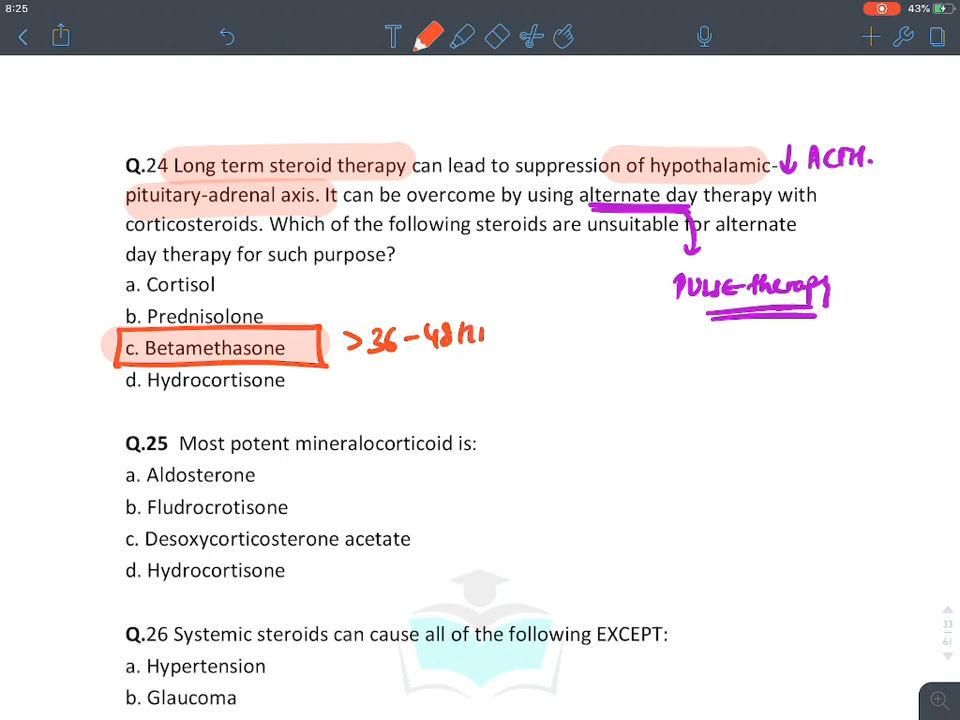 8:25
43%
T
Q.24 Long term steroid therapy can lead to suppression of hypothalamic- ↓ ACTH.
pituitary-adrenal axis. It can be overcome by using alternate day therapy with
corticosteroids. Which of the following steroids are unsuitable for alternate
day therapy for such purpose?
a. Cortisol
PULSE therapy
b. Prednisolone
c. Betamethasone >36-48 Hr
d. Hydrocortisone
Q.25 Most potent mineralocorticoid is:
a. Aldosterone
b. Fludrocrotisone
c. Desoxycorticosterone acetate
d. Hydrocortisone
33
61
Q.26 Systemic steroids can cause all of the following EXCEPT:
a. Hypertension
b. Glaucoma